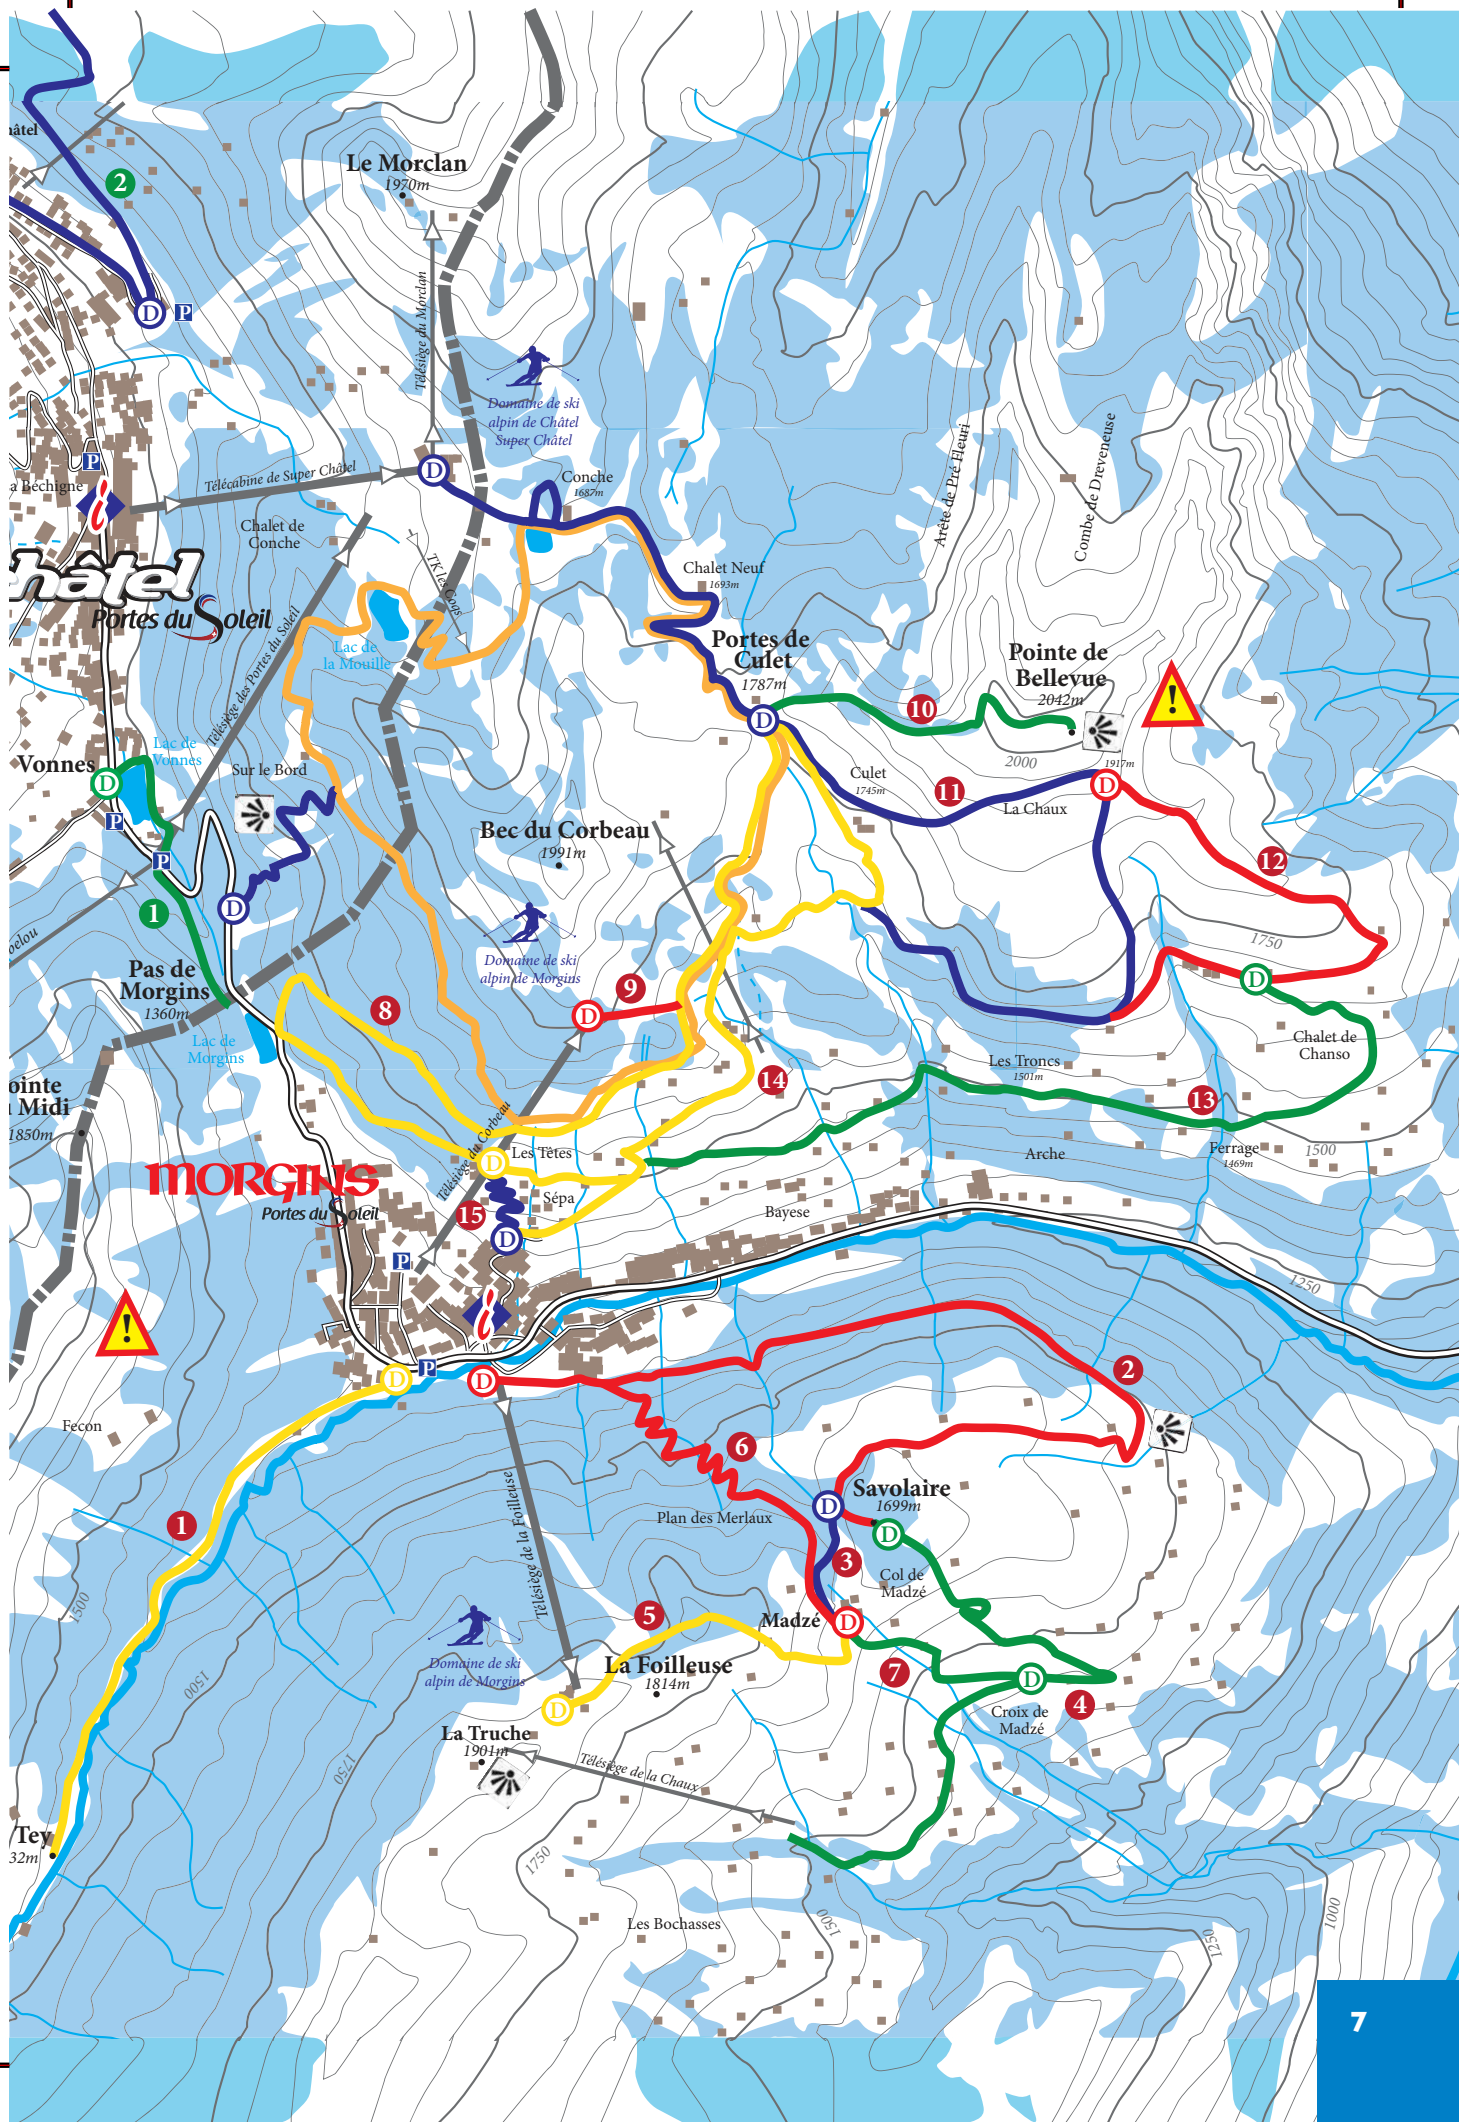 hâtel
2
Le Morclan
1970m
D
P
Télésiège du Morclan
Domaine de ski
alpin de Châtel
Super Châtel
P
a Béchigne
i
Télécabine de Super Châtel
D
Conche
1687m
Chalet de
Conche
TK les Coqs
Arête de Pré Fleuri
Combe de Dreveneuse
hâtel
Portes du Soleil
Télésiège des Portes du Soleil
Lac de
la Mouille
Chalet Neuf
1693m
Portes de
Culet
1787m
D
10
Pointe de
Bellevue
2042m
!
2000
1917m
D
Vonnes
D
Lac de
Vonnes
P
P
Sur le Bord
D
1
Culet
1745m
11
La Chaux
12
Bec du Corbeau
1991m
Domaine de ski
alpin de Morgins
1750
D
Pas de
Morgins
1360m
Lac de
Morgins
8
9
D
14
Les Troncs
1501m
Chalet de
Chanso
13
Ferrage
1469m
1500
Arche
ointe
Midi
1850m
MORGINS
Portes du Soleil
Télésiège du Corbeau
D
Les Têtes
Sépa
15
D
Bayese
P
i
1250
!
D
P
D
2
Fecon
6
Télésiège de la Foilleuse
Plan des Merlaux
D
Savolaire
1699m
D
3
Col de
Madzé
1
1500
1500
1750
5
Madzé
D
7
D
4
Croix de
Madzé
Domaine de ski
alpin de Morgins
La Foilleuse
1814m
D
La Truche
1901m
Télésiège de la Chaux
Tey
32m
1750
Les Bochasses
1500
1250
1000
7